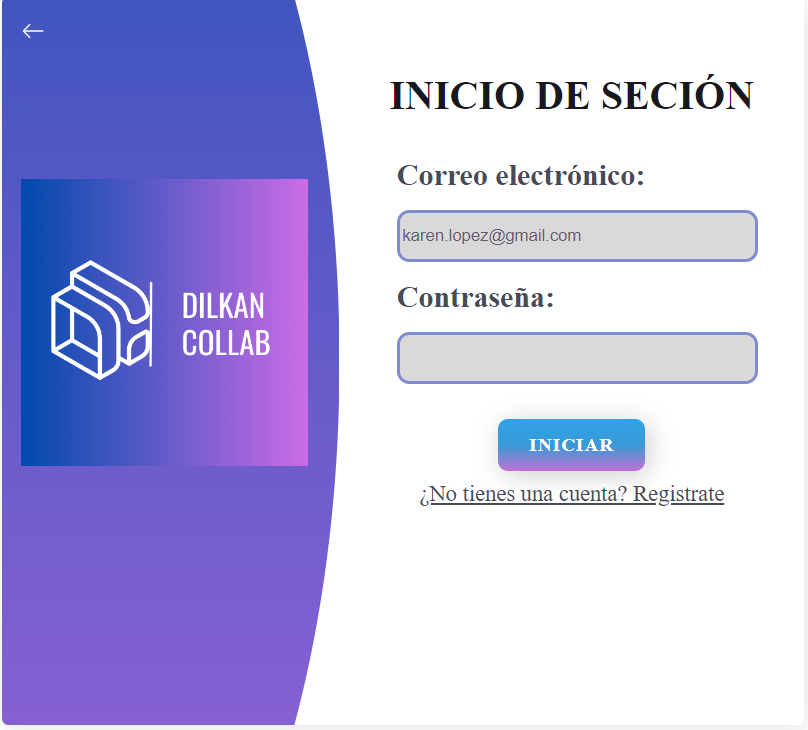 DILKAN
COLLAB
INICIO DE SECIÓN
Correo electrónico:
karen.lopez@gmail.com
Contraseña:
INICIAR
¿No tienes una cuenta? Registrate